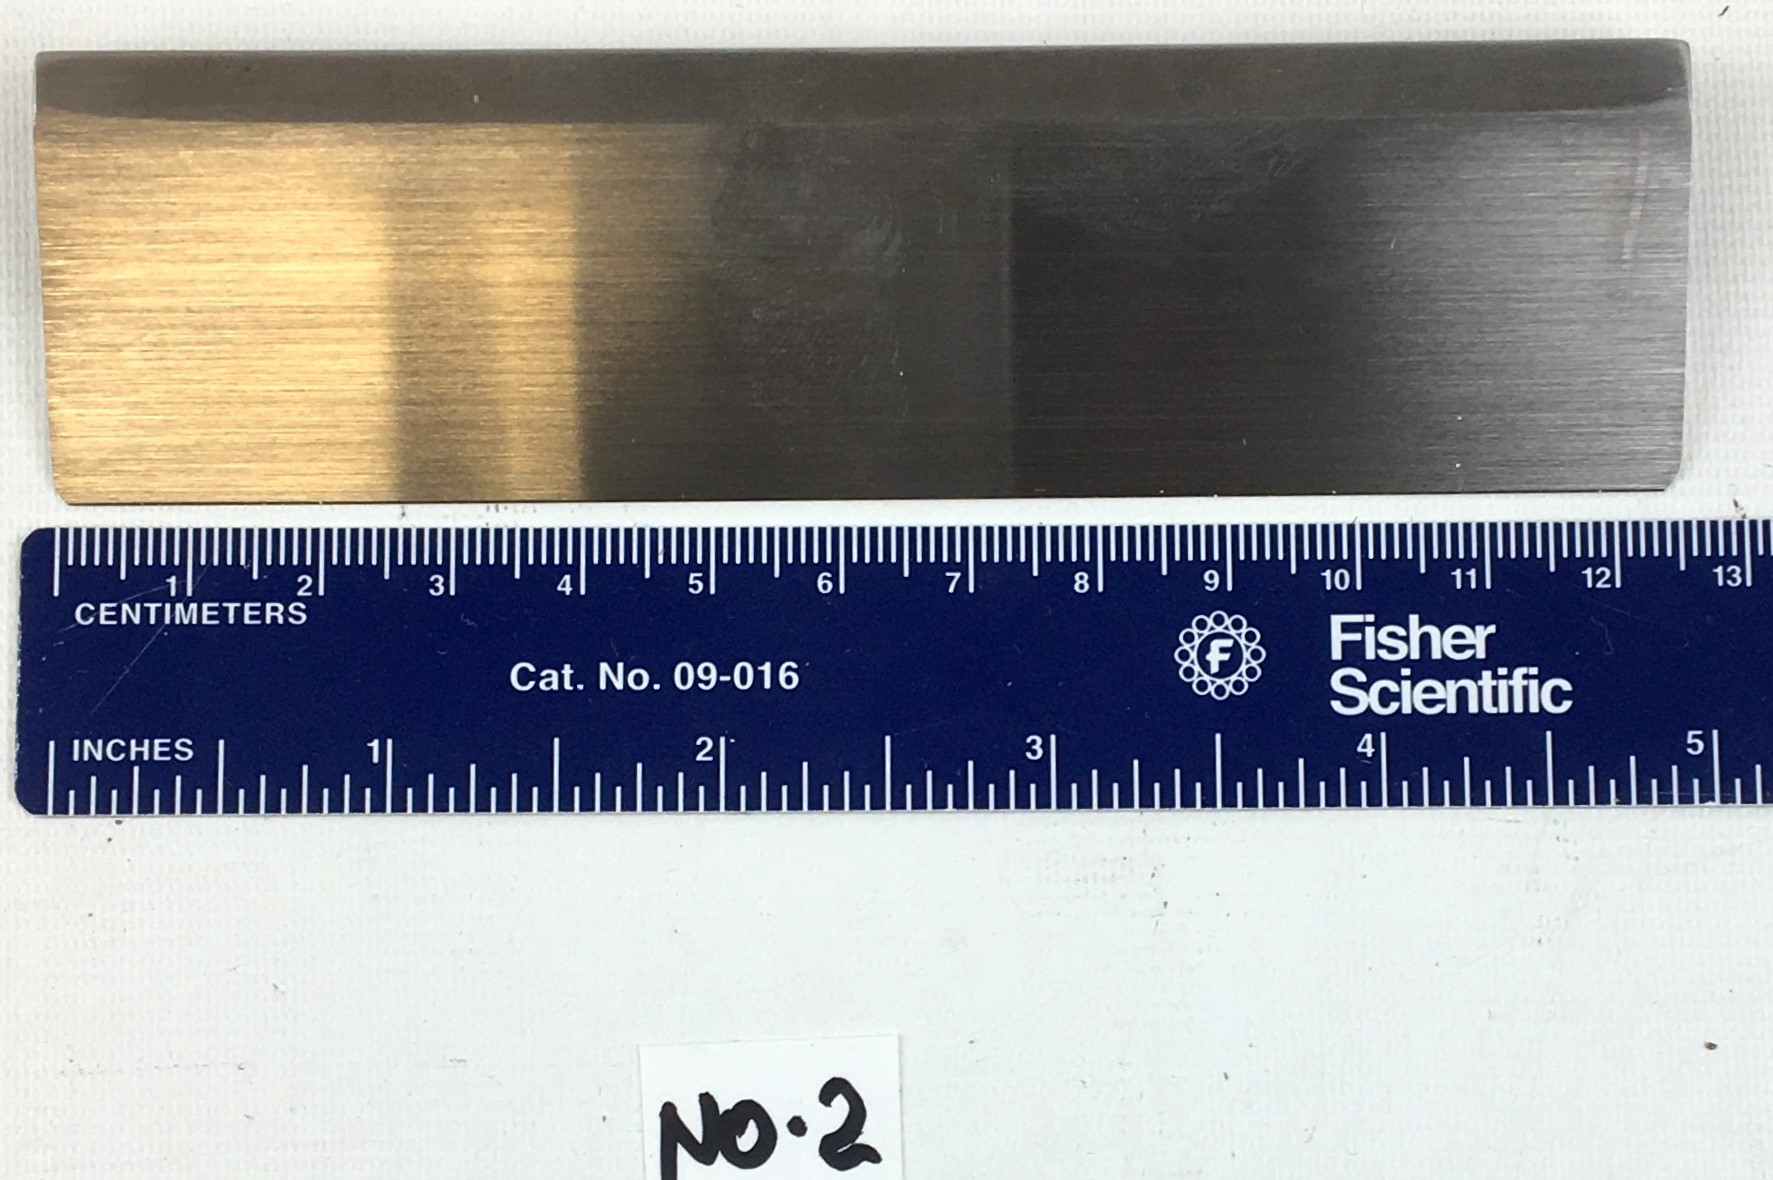 1 2 3 4 5 6 7 8 9 10 11 12 13
CENTIMETERS
Fisher
Scientific
Cat. No. 09-016
F
INCHES 1 2 3 4 5
NO.2